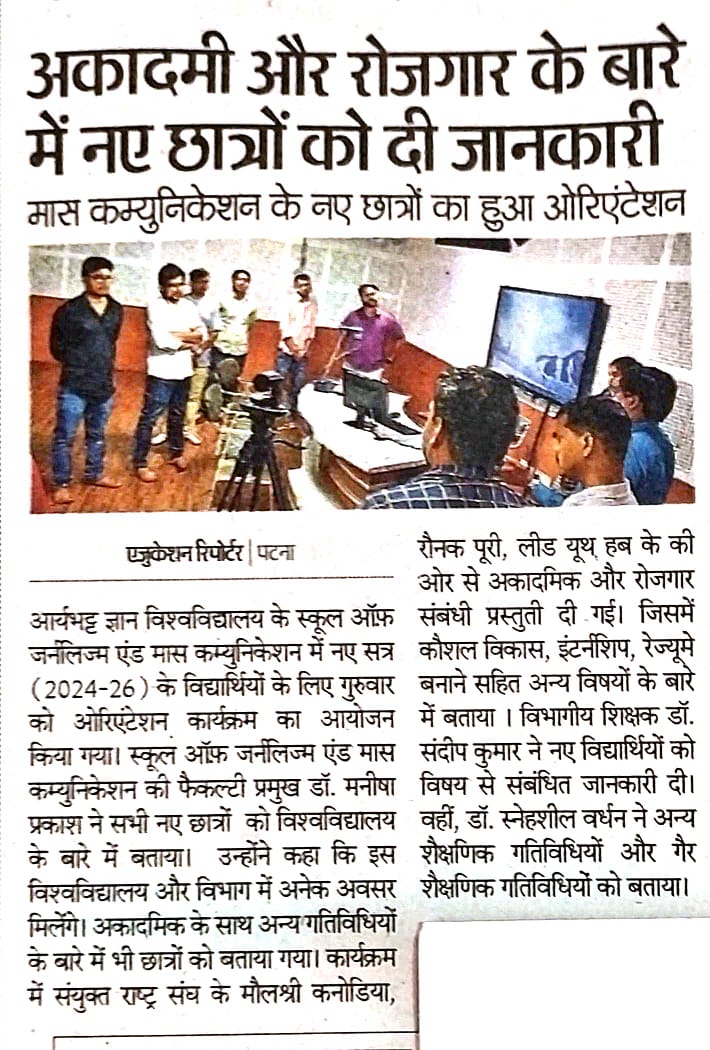 अकादमी और रोजगार के बारे
में नए छात्रों को दी जानकारी
मास कम्युनिकेशन के नए छात्रों का हुआ ओरिएंटेशन
एजुकेशन रिपोर्टर | पटना
आर्यभट्ट ज्ञान विश्वविद्यालय के स्कूल ऑफ
जर्नलिज्म एंड मास कम्युनिकेशन में नए सत्र
(2024-26) के विद्यार्थियों के लिए गुरुवार
को ओरिएंटेशन कार्यक्रम का आयोजन
किया गया। स्कूल ऑफ जर्नलिज्म एंड मास
कम्युनिकेशन की फैकल्टी प्रमुख डॉ. मनीषा
प्रकाश ने सभी नए छात्रों को विश्वविद्यालय
के बारे में बताया। उन्होंने कहा कि इस
विश्वविद्यालय और विभाग में अनेक अवसर
मिलेंगे। अकादमिक के साथ अन्य गतिविधियों
के बारे में भी छात्रों को बताया गया। कार्यक्रम
में संयुक्त राष्ट्र संघ के मौलश्री कनोडिया,
रौनक पूरी, लीड यूथ हब के की
ओर से अकादमिक और रोजगार
संबंधी प्रस्तुती दी गई। जिसमें
कौशल विकास, इंटर्नशिप, रेज्यूमे
बनाने सहित अन्य विषयों के बारे
में बताया । विभागीय शिक्षक डॉ.
संदीप कुमार ने नए विद्यार्थियों को
विषय से संबंधित जानकारी दी।
वहीं, डॉ. स्नेहशील वर्धन ने अन्य
शैक्षणिक गतिविधियों और गैर
शैक्षणिक गतिविधियों को बताया।